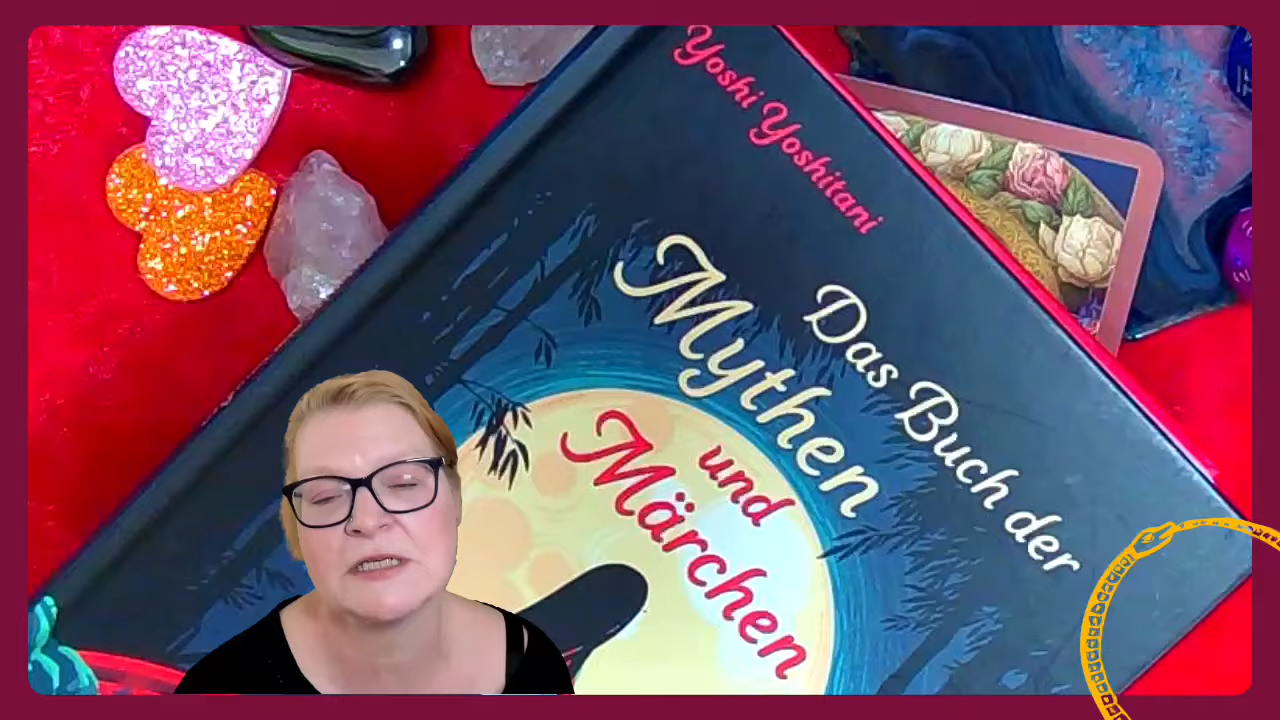 Yoshi Yoshitani
Das Buch der
Mythen
und
Märchen